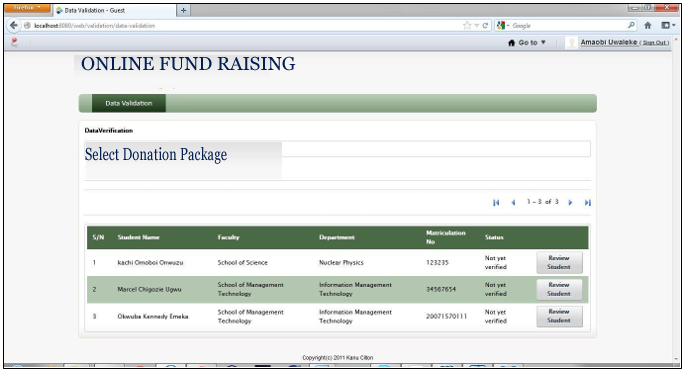 Firefox
Data Validation - Guest
+
localhost:8080/web/validation/data-validation
Google
Go to ▼ Amaobi Uwaleke (Sign Out)
ONLINE FUND RAISING
Data Validation
DataVerification
Select Donation Package
1 - 3 of 3
S/N Student Name Faculty Department Matriculation No Status
1 kachi Omoboi Onwuzu School of Science Nuclear Physics 123235 Not yet verified Review Student
2 Marcel Chigozie Ugwu School of Management Technology Information Management Technology 34567654 Not yet verified Review Student
3 Okwuba Kennedy Emeka School of Management Technology Information Management Technology 20071570111 Not yet verified Review Student
Copyright(c) 2011 Kanu Clton